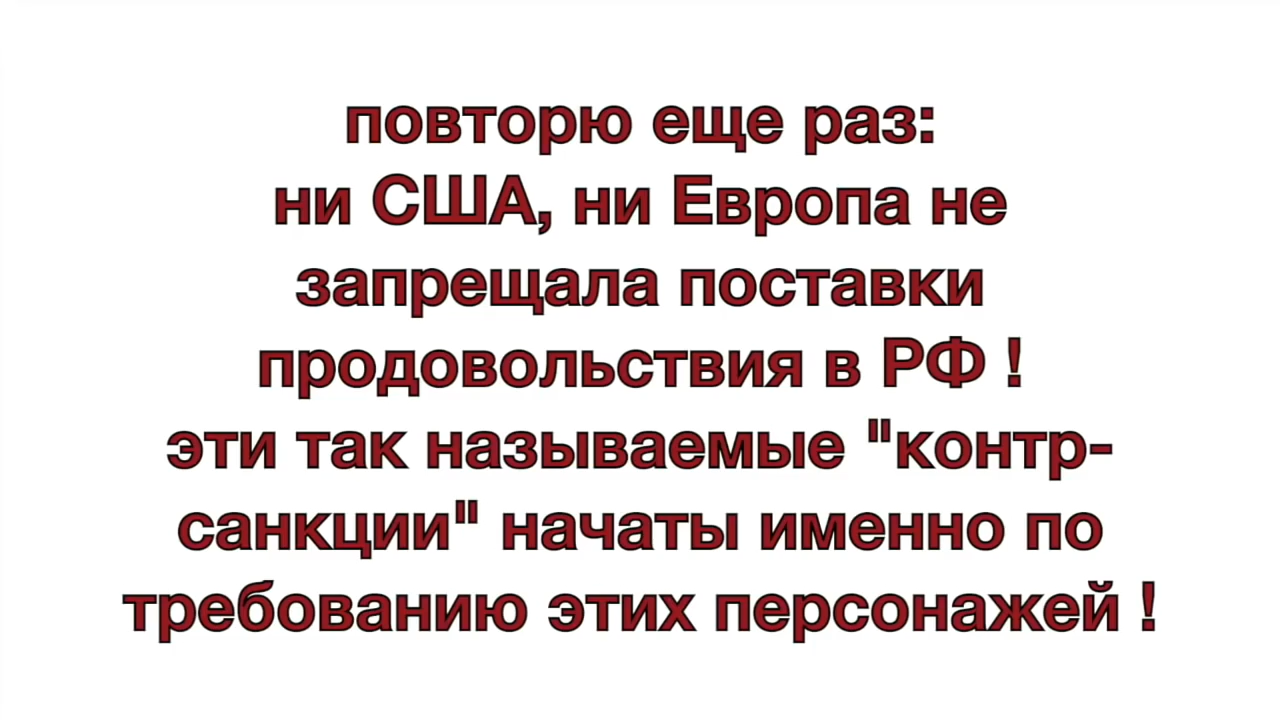 повторю еще раз:
ни США, ни Европа не
запрещала поставки
продовольствия в РФ !
эти так называемые "контр-
санкции" начаты именно по
требованию этих персонажей !